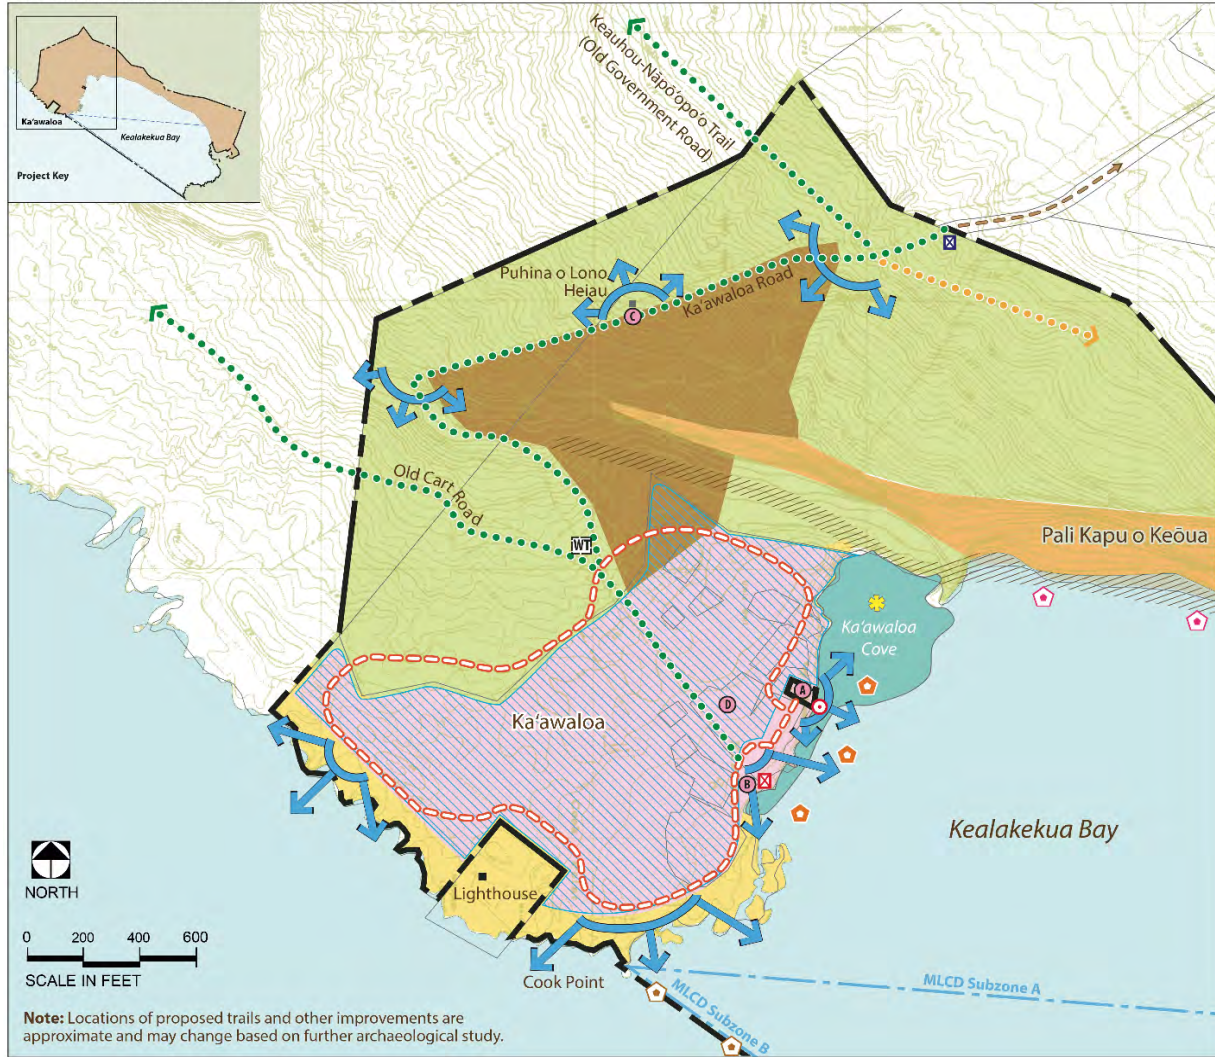 Ka'awaloa
Kealakekua Bay
Project Key
Keauhou-Nāpō'opo'o Trail
(Old Government Road)
Puhina o Lono
Heiau
C
Ka'awaloa Road
Old Cart Road
WT
Pali Kapu o Keōua
Ka'awaloa
Cove
A
D
Ka'awaloa
B
Kealakekua Bay
Lighthouse
NORTH
0 200 400 600
SCALE IN FEET
Cook Point
MLCD Subzone A
MLCD Subzone B
Note: Locations of proposed trails and other improvements are
approximate and may change based on further archaeological study.